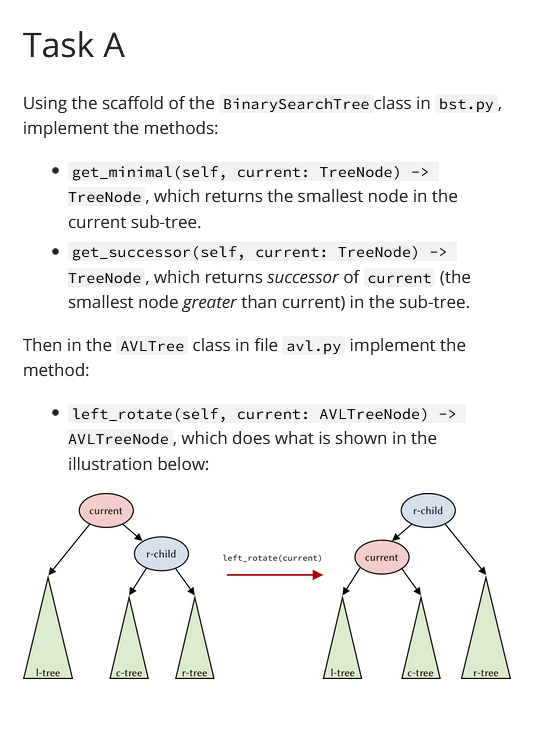 Task A
Using the scaffold of the BinarySearchTree class in bst.py,
implement the methods:
get_minimal(self, current: TreeNode) ->
TreeNode, which returns the smallest node in the
current sub-tree.
get_successor(self, current: TreeNode) ->
TreeNode, which returns successor of current (the
smallest node greater than current) in the sub-tree.
Then in the AVLTree class in file avl.py implement the
method:
left_rotate(self, current: AVLTreeNode) ->
AVLTreeNode, which does what is shown in the
illustration below:
current
r-child
l-tree
c-tree
r-tree
left_rotate(current)
r-child
current
l-tree
c-tree
r-tree